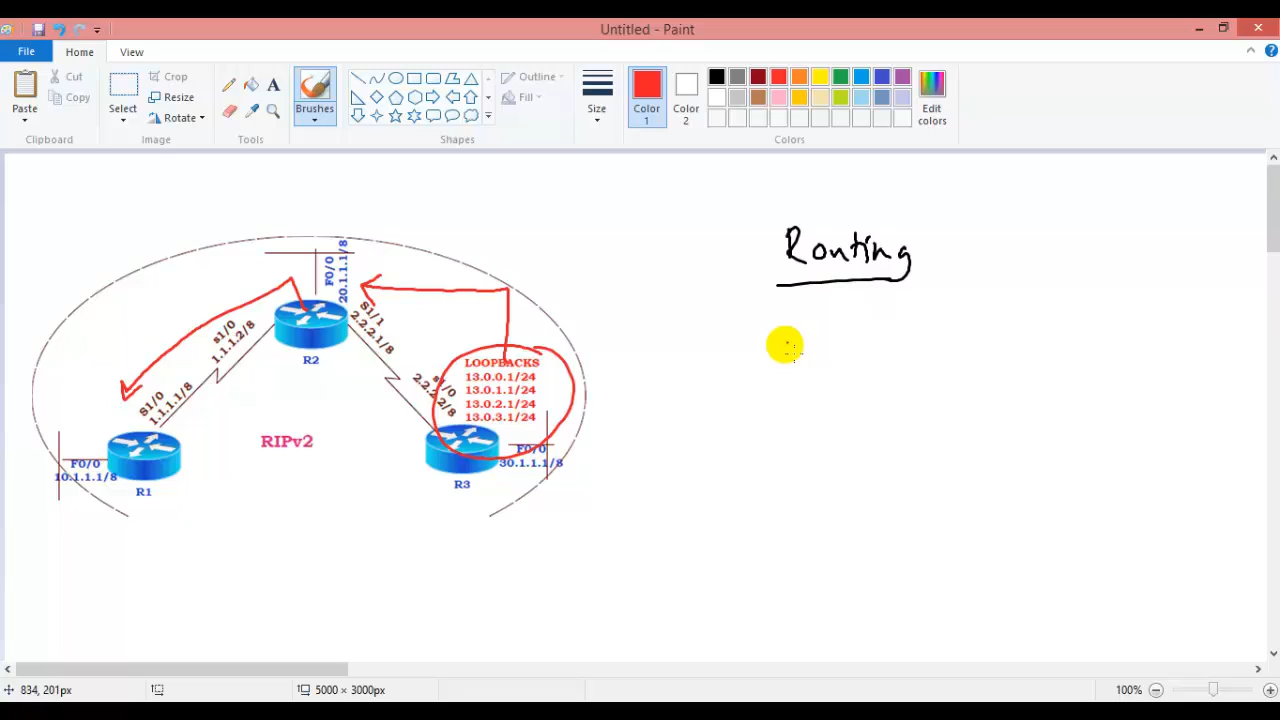 Untitled - Paint
File
Home
View
Paste
Cut
Copy
Clipboard
Select
Crop
Resize
Rotate
Image
A
Tools
Brushes
Shapes
Outline
Fill
Size
Color 1
Color 2
Edit colors
Colors
Routing
F0/0
20.1.1.1/8
s1/0
1.1.1.2/8
S1/1
2.2.2.1/8
R2
LOOPBACKS
13.0.0.1/24
13.0.1.1/24
13.0.2.1/24
13.0.3.1/24
s1/0
2.2.2.2/8
S1/0
1.1.1.1/8
RIPv2
F0/0
10.1.1.1/8
R1
F0/0
30.1.1.1/8
R3
834, 201px
5000 × 3000px
100%